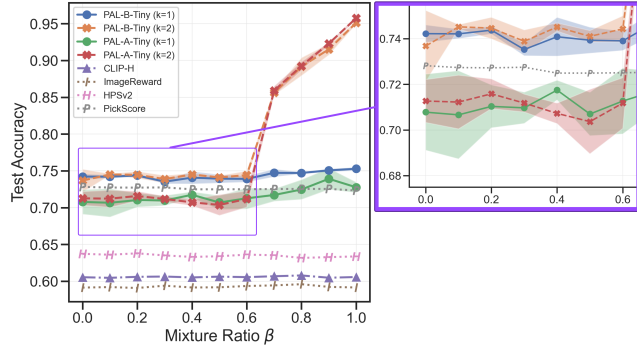 0.95
0.90
0.85
0.80
0.75
0.70
0.65
0.60
Test Accuracy
PAL-B-Tiny (k=1)
PAL-B-Tiny (k=2)
PAL-A-Tiny (k=1)
PAL-A-Tiny (k=2)
CLIP-H
ImageReward
HPSv2
PickScore
0.0 0.2 0.4 0.6 0.8 1.0
Mixture Ratio β
0.74
0.72
0.70
0.68
0.0 0.2 0.4 0.6